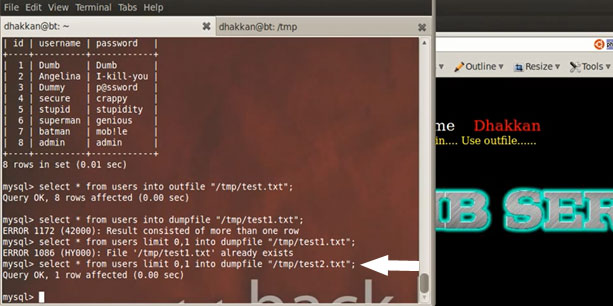 File Edit View Terminal Tabs Help
dhakkan@bt: ~
dhakkan@bt: /tmp
| id | username | password |
+----+----------+------------+
| 1 | Dumb | Dumb |
| 2 | Angelina | I-kill-you |
| 3 | Dummy | p@ssword |
| 4 | secure | crappy |
| 5 | stupid | stupidity |
| 6 | superman | genious |
| 7 | batman | mob!le |
| 8 | admin | admin |
+----+----------+------------+
8 rows in set (0.01 sec)
mysql> select * from users into outfile "/tmp/test.txt";
Query OK, 8 rows affected (0.00 sec)
mysql> select * from users into dumpfile "/tmp/test1.txt";
ERROR 1172 (42000): Result consisted of more than one row
mysql> select * from users limit 0,1 into dumpfile "/tmp/test1.txt";
ERROR 1086 (HY000): File '/tmp/test1.txt' already exists
mysql> select * from users limit 0,1 into dumpfile "/tmp/test2.txt";
Query OK, 1 row affected (0.00 sec)
mysql>
Outline Resize Tools
me Dhakkan
in.... Use outfile......
B SER
back